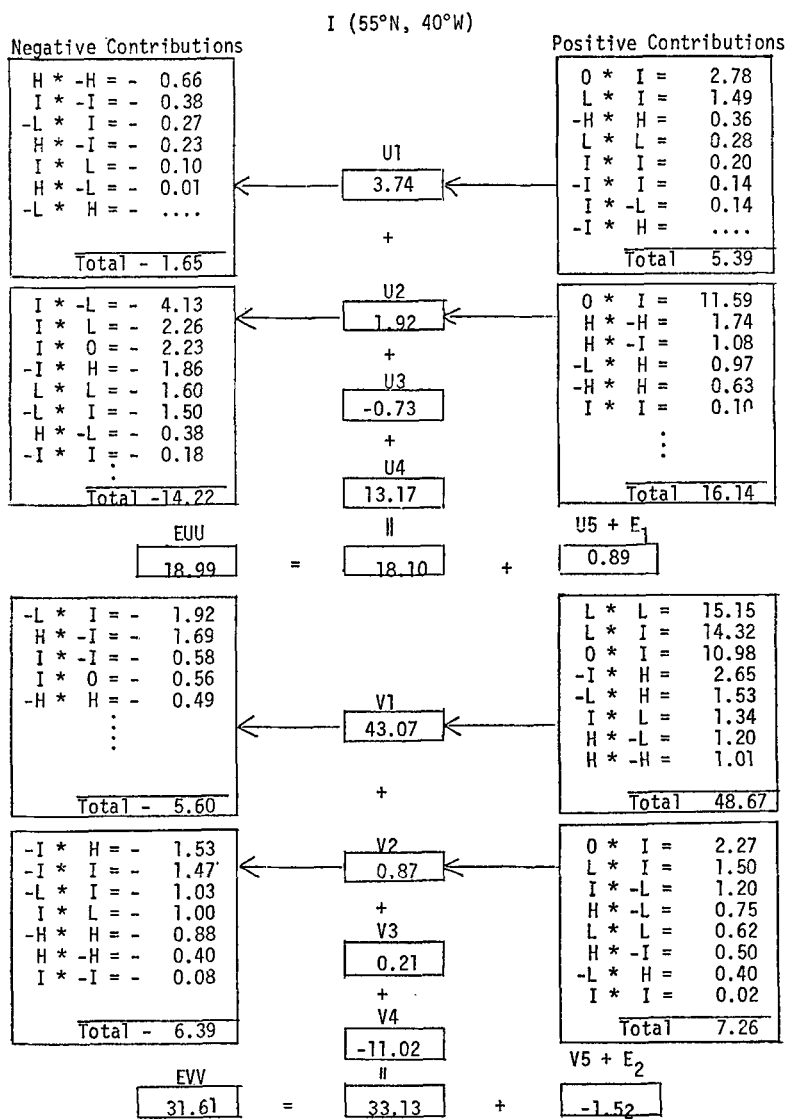 I (55°N, 40°W)
Negative Contributions
Positive Contributions
H * -H = - 0.66
I * -I = - 0.38
-L * I = - 0.27
H * -I = - 0.23
I * L = - 0.10
H * -L = - 0.01
-L * H = - ....
Total - 1.65
U1
3.74
+
O * I = 2.78
L * I = 1.49
-H * H = 0.36
L * L = 0.28
I * I = 0.20
-I * I = 0.14
I * -L = 0.14
-I * H = ....
Total 5.39
I * -L = - 4.13
I * L = - 2.26
I * O = - 2.23
-I * H = - 1.86
L * L = - 1.60
-L * I = - 1.50
H * -L = - 0.38
-I * I = - 0.18
Total -14.22
U2
1.92
+
U3
-0.73
+
U4
13.17
O * I = 11.59
H * -H = 1.74
H * -I = 1.08
-L * H = 0.97
-H * H = 0.63
I * I = 0.10
Total 16.14
EUU
18.99
=
18.10
+
U5 + E1
0.89
-L * I = - 1.92
H * -I = - 1.69
I * -I = - 0.58
I * O = - 0.56
-H * H = - 0.49
Total - 5.60
V1
43.07
+
L * L = 15.15
L * I = 14.32
O * I = 10.98
-I * H = 2.65
-L * H = 1.53
I * L = 1.34
H * -L = 1.20
H * -H = 1.01
Total 48.67
-I * H = - 1.53
-I * I = - 1.47
-L * I = - 1.03
I * L = - 1.00
-H * H = - 0.88
H * -H = - 0.40
I * -I = - 0.08
Total - 6.39
V2
0.87
+
V3
0.21
+
V4
-11.02
O * I = 2.27
L * I = 1.50
I * -L = 1.20
H * -L = 0.75
L * L = 0.62
H * -I = 0.50
-L * H = 0.40
I * I = 0.02
Total 7.26
EVV
31.61
=
33.13
+
V5 + E2
-1.52